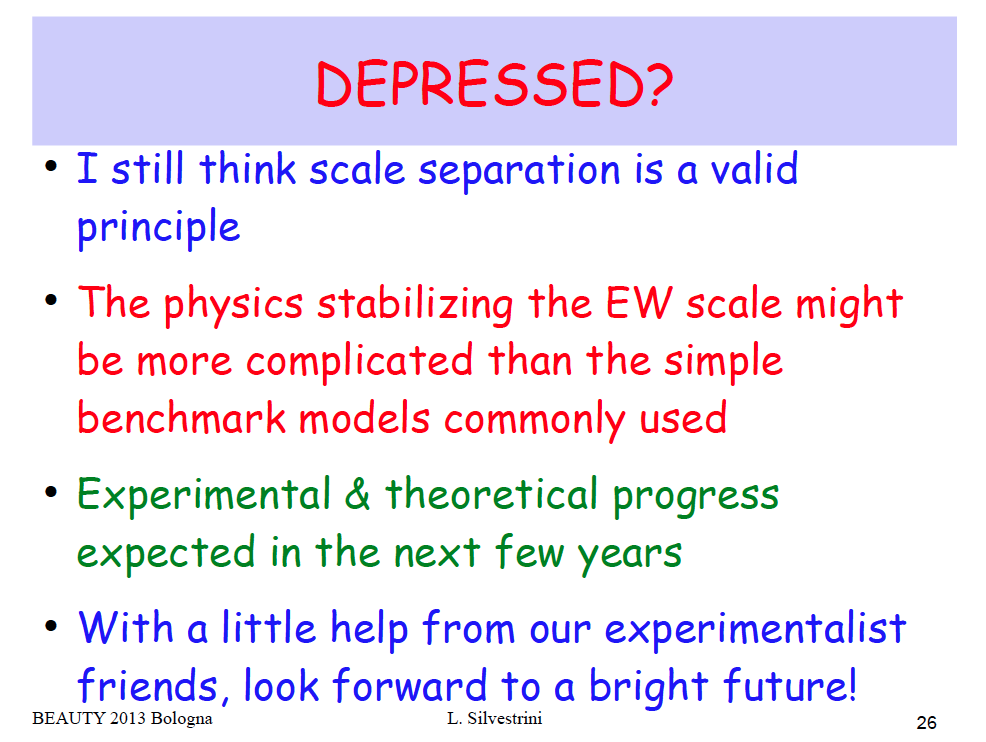 DEPRESSED?
• I still think scale separation is a valid
principle
• The physics stabilizing the EW scale might
be more complicated than the simple
benchmark models commonly used
• Experimental & theoretical progress
expected in the next few years
• With a little help from our experimentalist
friends, look forward to a bright future!
BEAUTY 2013 Bologna L. Silvestrini 26